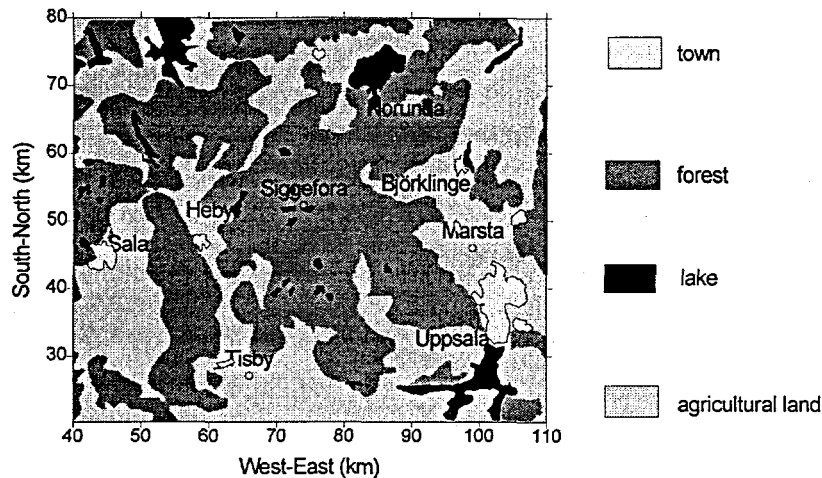 80
70
60
50
40
30
South-North (km)
40 50 60 70 80 90 100 110
West-East (km)
Norunda
Siggefora
Björklinge
Heby
Marsta
Sala
Uppsala
Tisby
town
forest
lake
agricultural land